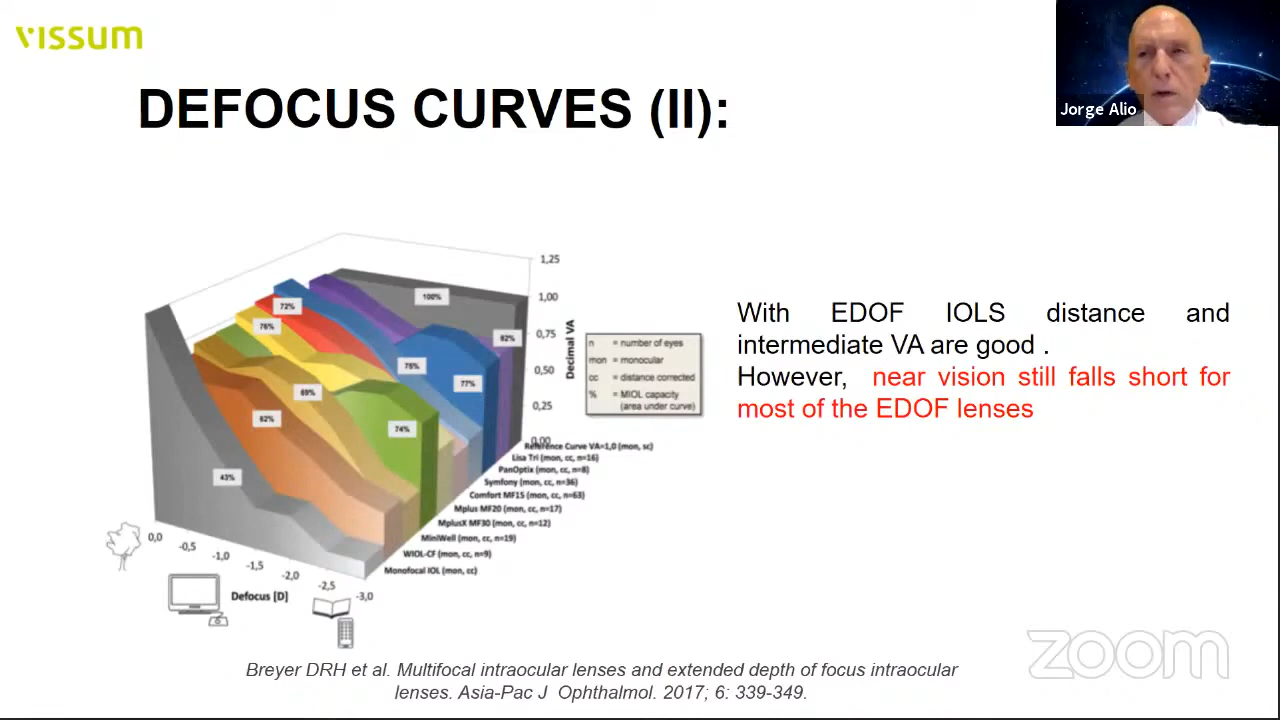 vissum
Jorge Alio
DEFOCUS CURVES (II):
1,25
1,00
0,75
0,50
0,25
0,00
Decimal VA
100%
72%
76%
82%
75%
77%
69%
62%
74%
43%
n = number of eyes
mon = monocular
cc = distance corrected
% = MIOL capacity
(area under curve)
Reference Curve VA=1,0 (mon, sc)
Lisa Tri (mon, cc, n=16)
PanOptix (mon, cc, n=8)
Symfony (mon, cc, n=36)
Comfort MF15 (mon, cc, n=63)
Mplus MF20 (mon, cc, n=17)
MplusX MF30 (mon, cc, n=12)
MiniWell (mon, cc, n=19)
WIOL-CF (mon, cc, n=9)
Monofocal IOL (mon, cc)
0,0
-0,5
-1,0
-1,5
-2,0
-2,5
-3,0
Defocus [D]
With EDOF IOLS distance and
intermediate VA are good .
However, near vision still falls short for
most of the EDOF lenses
Breyer DRH et al. Multifocal intraocular lenses and extended depth of focus intraocular
lenses. Asia-Pac J Ophthalmol. 2017; 6: 339-349.
zoom